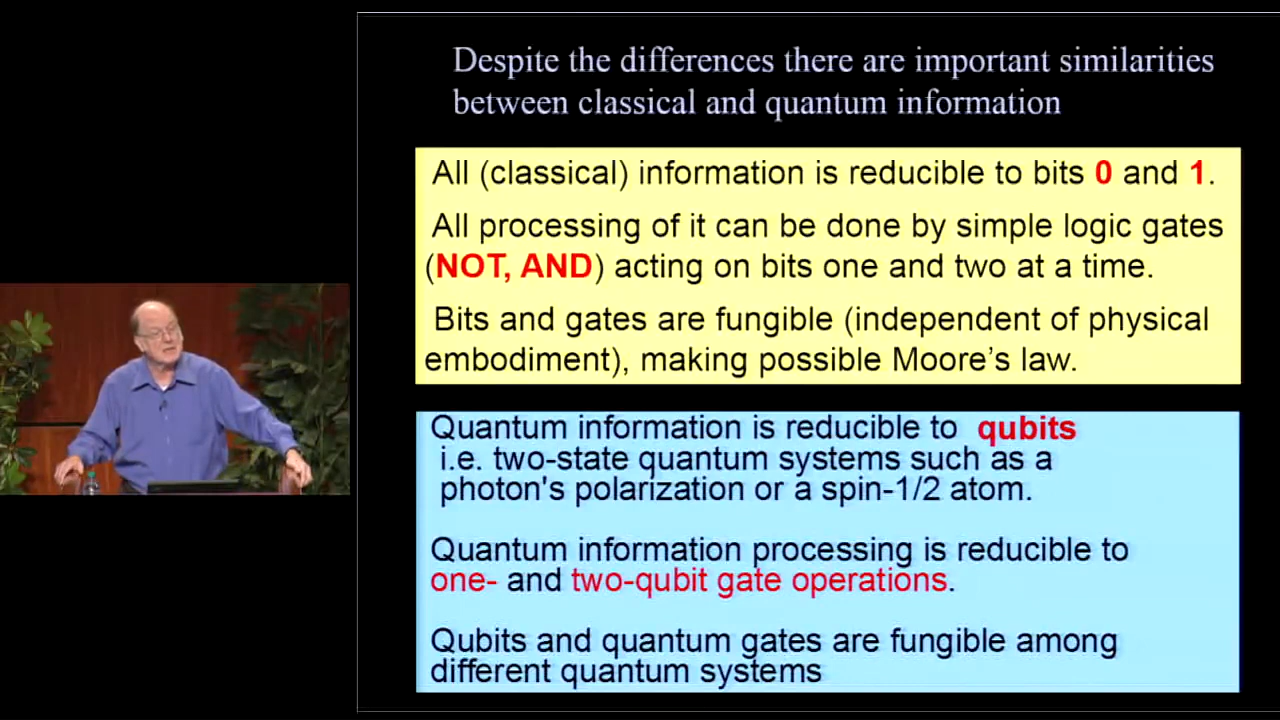 Despite the differences there are important similarities
between classical and quantum information
All (classical) information is reducible to bits 0 and 1.
All processing of it can be done by simple logic gates
(NOT, AND) acting on bits one and two at a time.
Bits and gates are fungible (independent of physical
embodiment), making possible Moore’s law.
Quantum information is reducible to qubits
i.e. two-state quantum systems such as a
photon's polarization or a spin-1/2 atom.
Quantum information processing is reducible to
one- and two-qubit gate operations.
Qubits and quantum gates are fungible among
different quantum systems